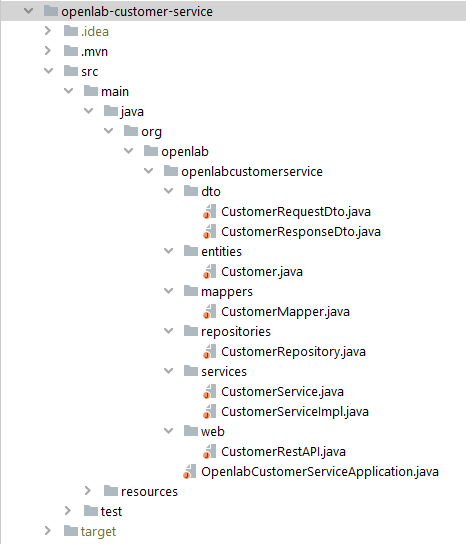 openlab-customer-service
.idea
.mvn
src
main
java
org
openlab
openlabcustomerservice
dto
CustomerRequestDto.java
CustomerResponseDto.java
entities
Customer.java
mappers
CustomerMapper.java
repositories
CustomerRepository.java
services
CustomerService.java
CustomerServiceImpl.java
web
CustomerRestAPI.java
OpenlabCustomerServiceApplication.java
resources
test
target